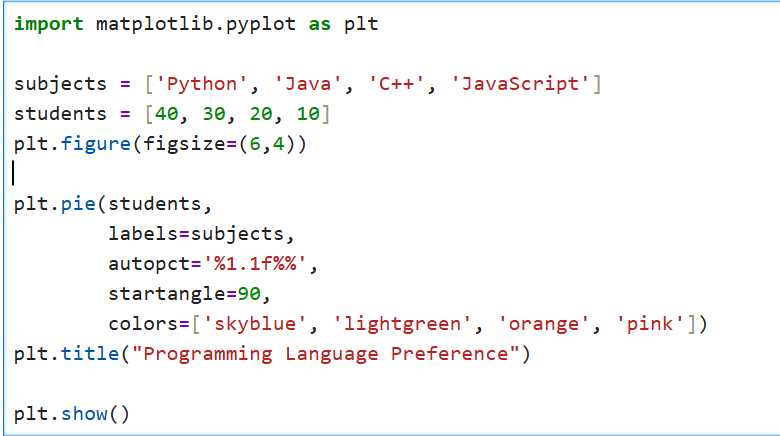 import matplotlib.pyplot as plt

subjects = ['Python', 'Java', 'C++', 'JavaScript']
students = [40, 30, 20, 10]
plt.figure(figsize=(6,4))

plt.pie(students,
        labels=subjects,
        autopct='%1.1f%%',
        startangle=90,
        colors=['skyblue', 'lightgreen', 'orange', 'pink'])
plt.title("Programming Language Preference")

plt.show()